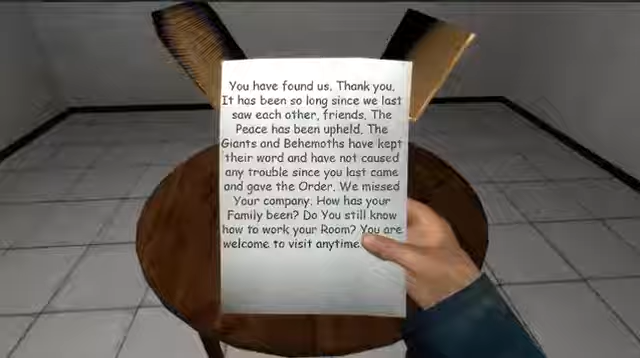 You have found us. Thank you.
It has been so long since we last
saw each other, friends. The
Peace has been upheld. The
Giants and Behemoths have kept
their word and have not caused
any trouble since you last came
and gave the Order. We missed
Your company. How has your
Family been? Do You still know
how to work your Room? You are
welcome to visit anytime